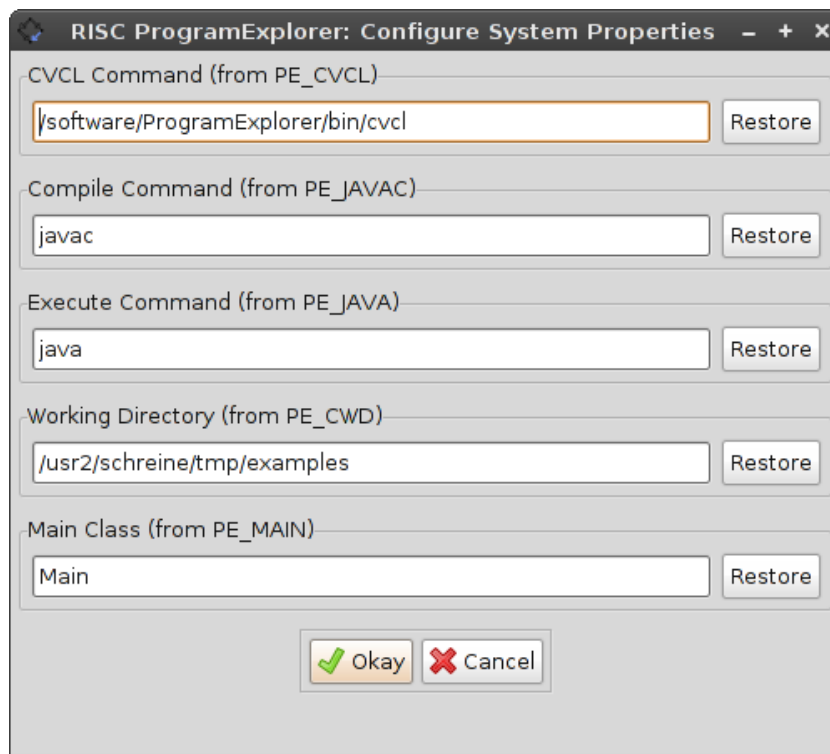 RISC ProgramExplorer: Configure System Properties
CVCL Command (from PE_CVCL)
/software/ProgramExplorer/bin/cvcl Restore
Compile Command (from PE_JAVAC)
javac Restore
Execute Command (from PE_JAVA)
java Restore
Working Directory (from PE_CWD)
/usr2/schreine/tmp/examples Restore
Main Class (from PE_MAIN)
Main Restore
Okay Cancel